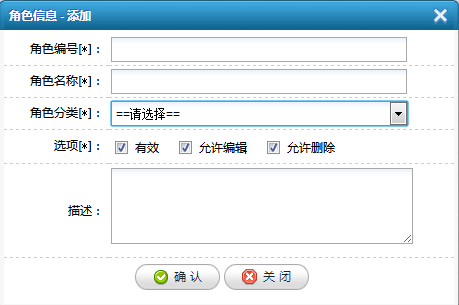 角色信息 - 添加
角色编号[*]：
角色名称[*]：
角色分类[*]： ==请选择==
选项[*]： 有效 允许编辑 允许删除
描述：
确 认 关 闭